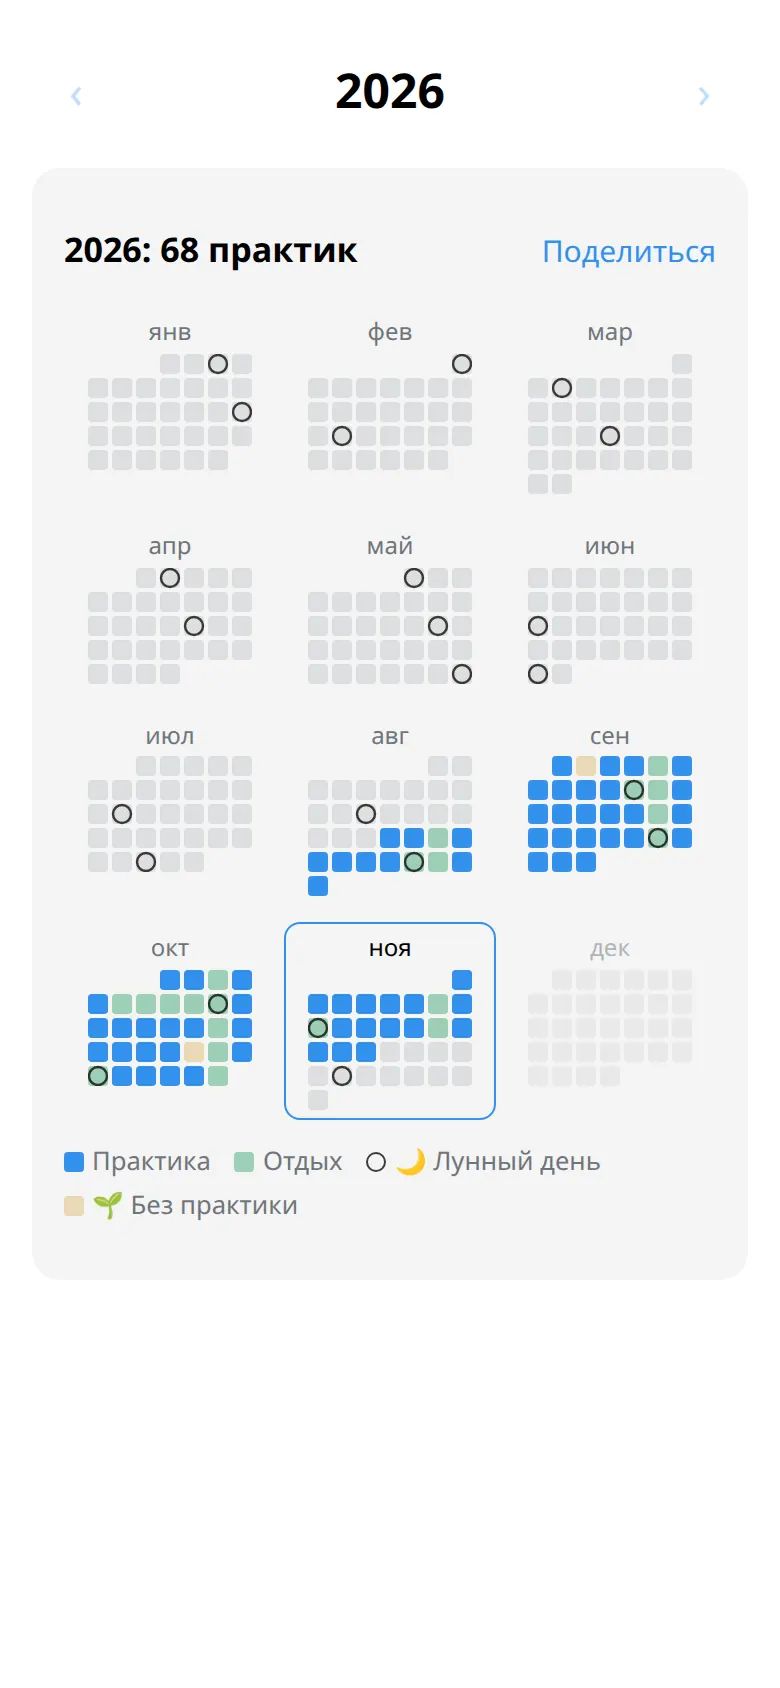 ‹ 2026 ›
2026: 68 практик Поделиться
янв фев мар
апр май июн
июл авг сен
окт ноя дек
Практика Отдых 🌙 Лунный день
🌱 Без практики